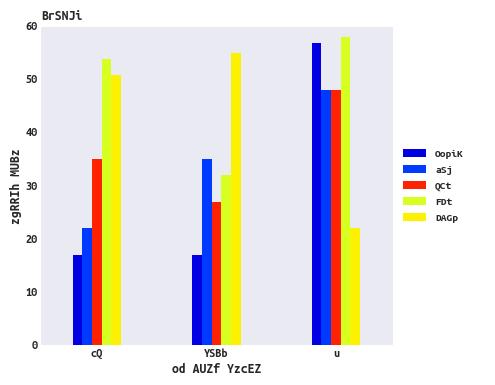 BrSNJi
zgRRIh MUBz
60
50
40
30
20
10
0
cQ YSBb u
od AUZf YzcEZ
OopiK
aSj
QCt
FDt
DAGp